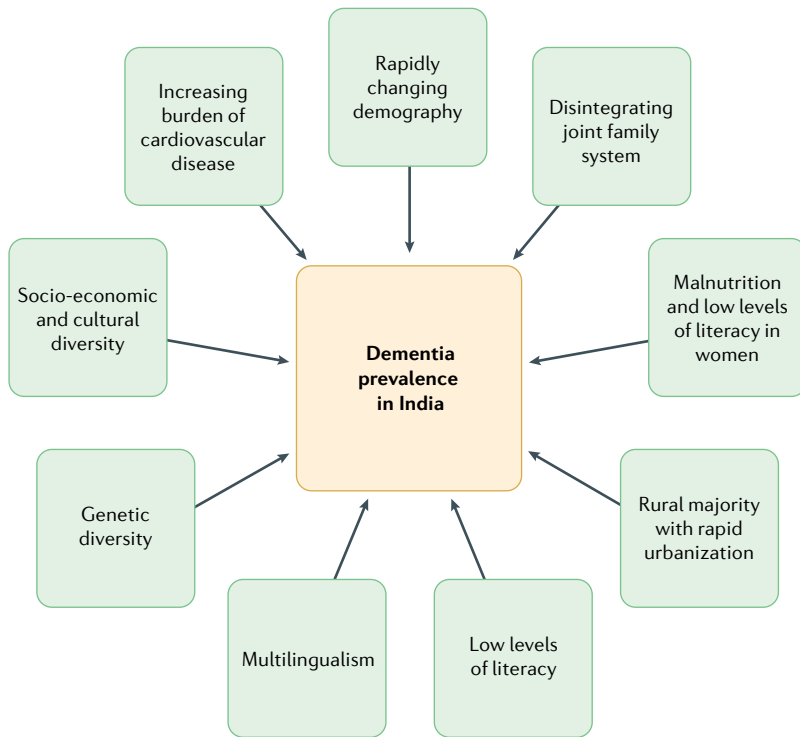 Rapidly
changing
demography
Increasing
burden of
cardiovascular
disease
Disintegrating
joint family
system
Socio-economic
and cultural
diversity
Malnutrition
and low levels
of literacy in
women
Dementia
prevalence
in India
Genetic
diversity
Rural majority
with rapid
urbanization
Multilingualism
Low levels
of literacy